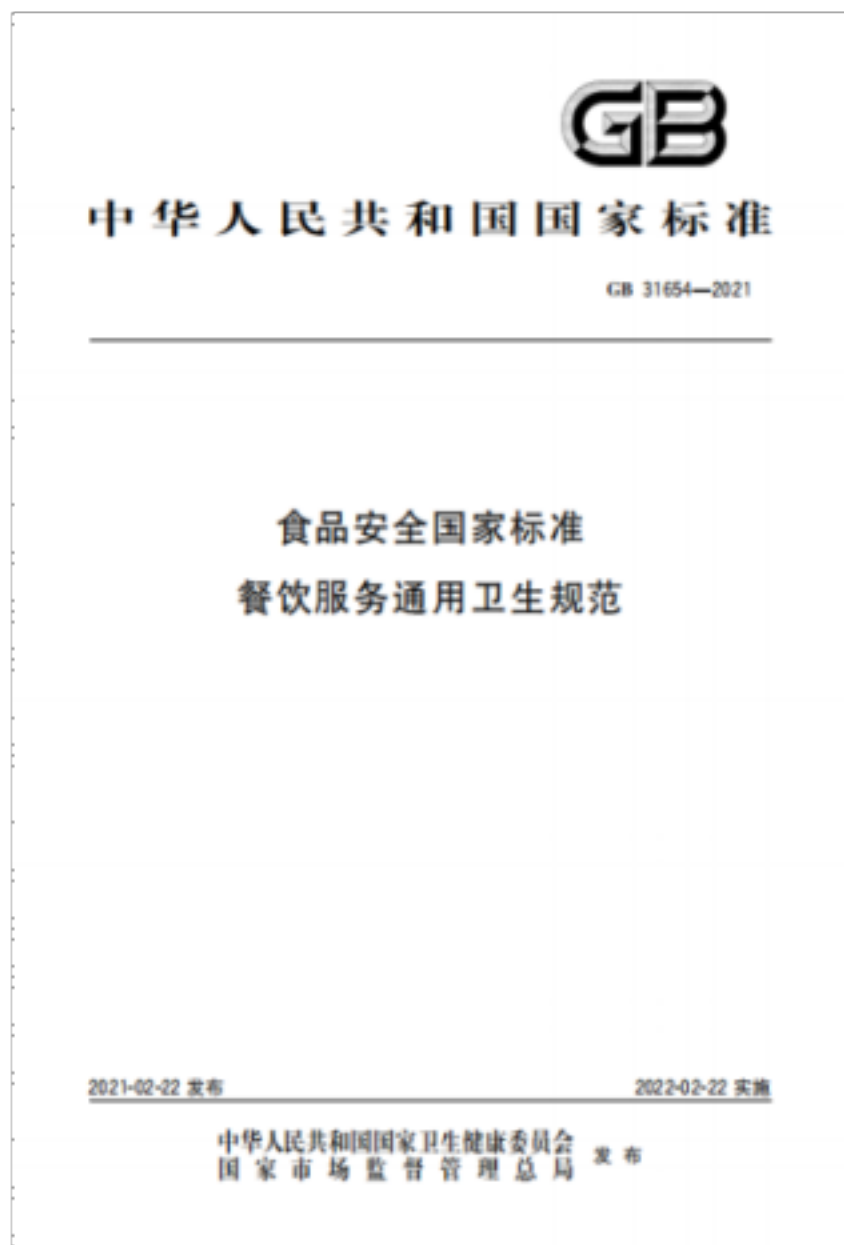 GB
中华人民共和国国家标准
GB 31654—2021
食品安全国家标准
餐饮服务通用卫生规范
2021-02-22 发布
2022-02-22 实施
中华人民共和国国家卫生健康委员会
国家市场监督管理总局
发布